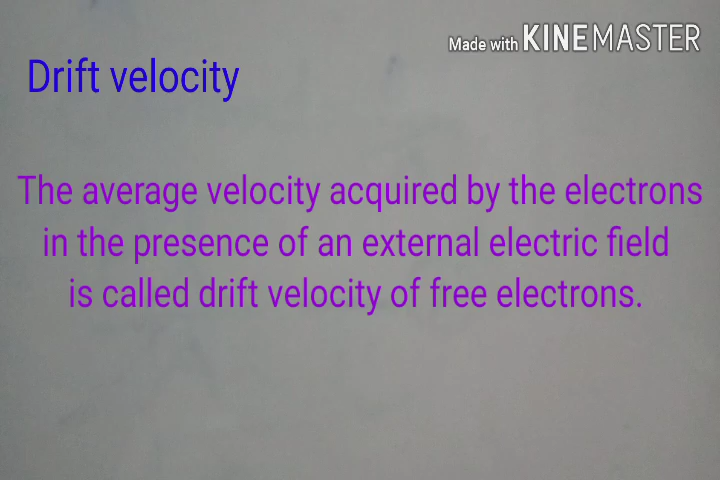 Made with KINEMASTER
Drift velocity
The average velocity acquired by the electrons
in the presence of an external electric field
is called drift velocity of free electrons.